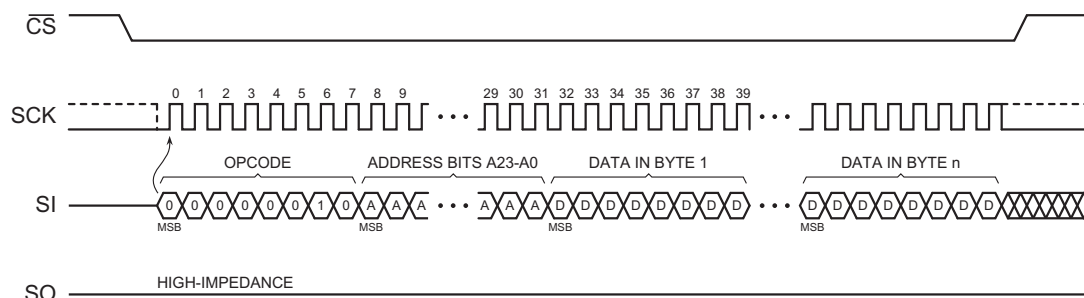 CS
0 1 2 3 4 5 6 7 8 9 29 30 31 32 33 34 35 36 37 38 39
SCK
OPCODE ADDRESS BITS A23-A0 DATA IN BYTE 1 DATA IN BYTE n
SI 0 0 0 0 0 0 1 0 A A A A A A D D D D D D D D D D D D D D D D
MSB MSB MSB MSB
HIGH-IMPEDANCE
SO